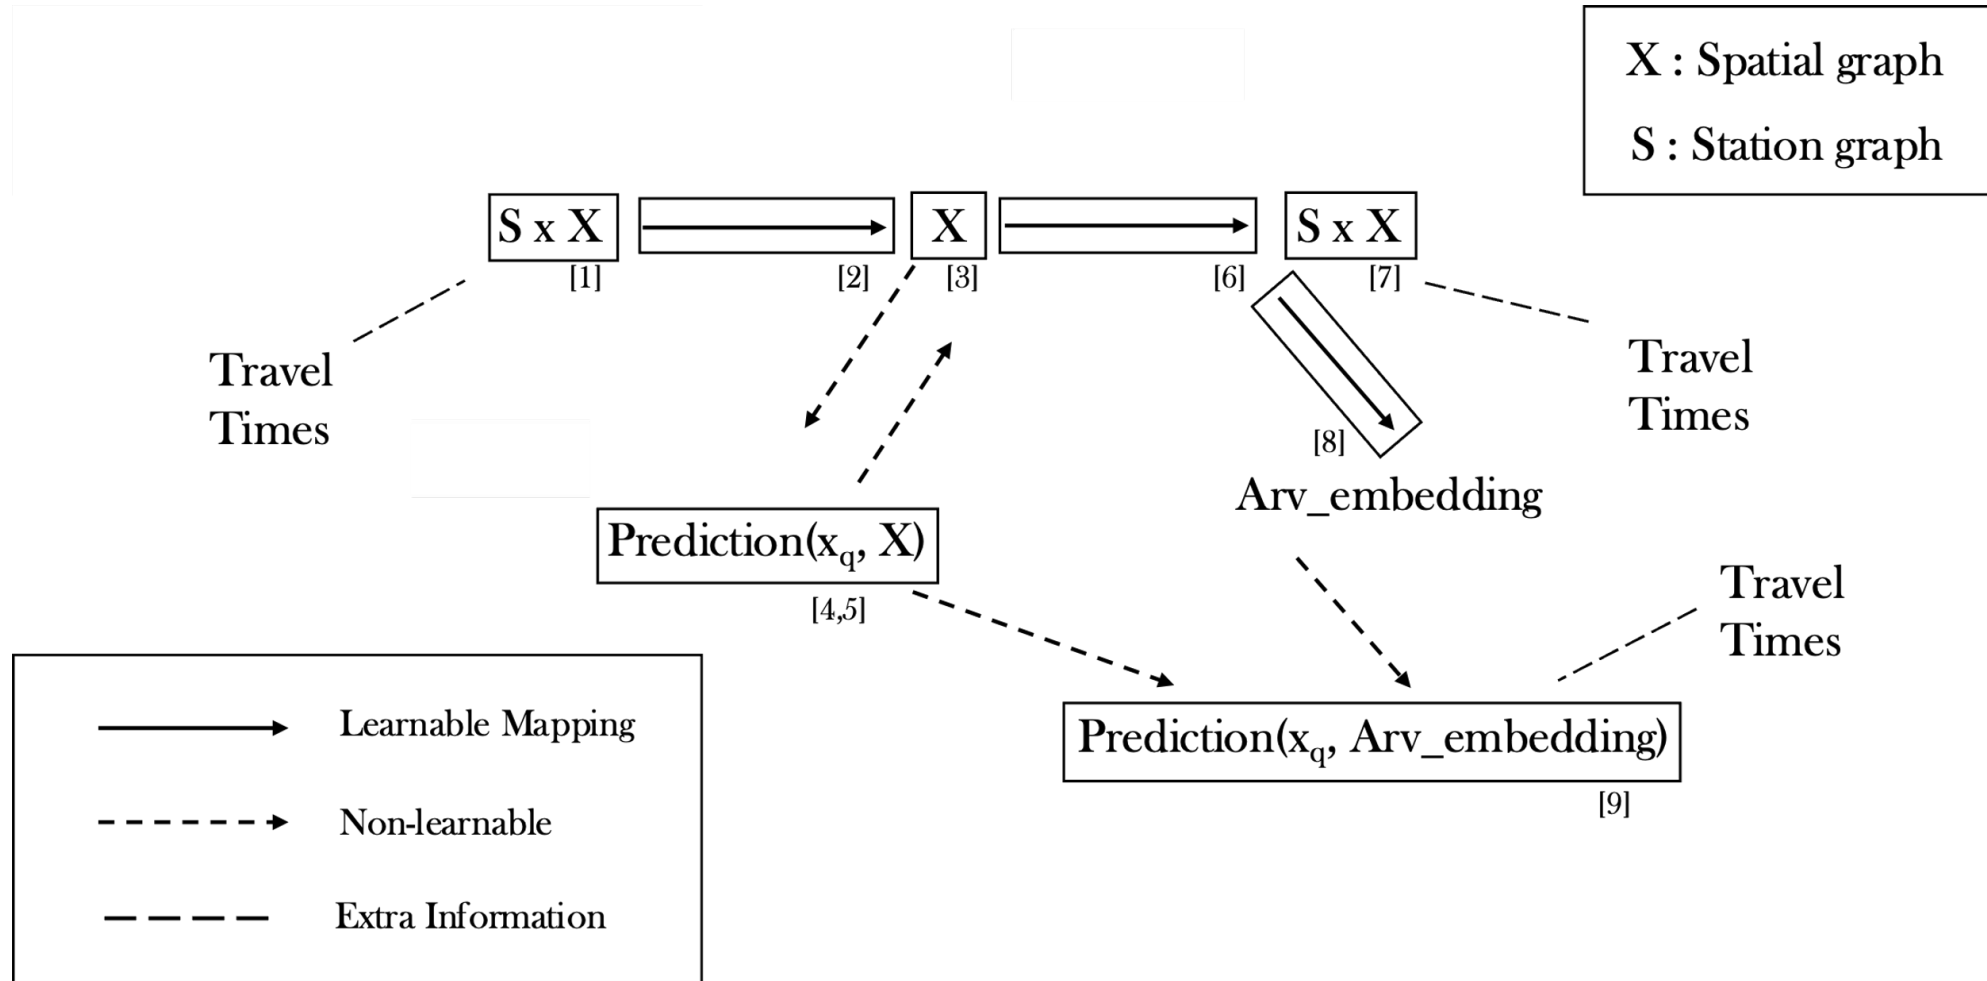 X : Spatial graph
S : Station graph
S x X
[1]
[2]
X
[3]
[6]
S x X
[7]
Travel
Times
Travel
Times
[8]
Arv_embedding
Prediction(xq, X)
[4,5]
Travel
Times
Prediction(xq, Arv_embedding)
[9]
Learnable Mapping
Non-learnable
Extra Information